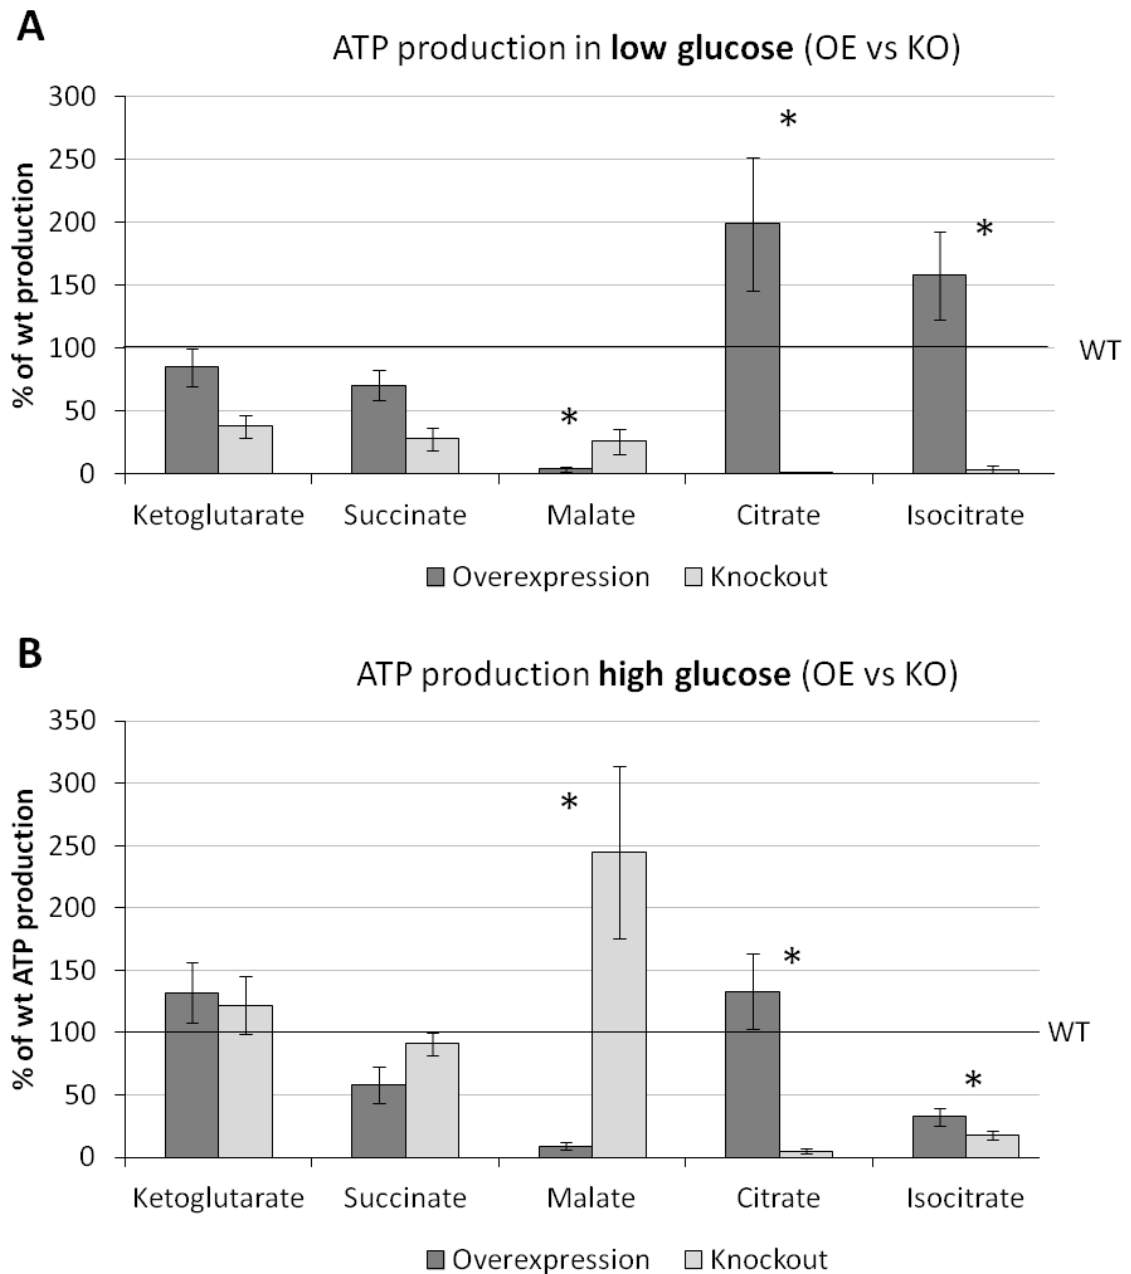 A
ATP production in low glucose (OE vs KO)
% of wt production
300
250
200
150
100
50
0
*
*
*
WT
Ketoglutarate Succinate Malate Citrate Isocitrate
Overexpression Knockout
B
ATP production high glucose (OE vs KO)
% of wt ATP production
350
300
250
200
150
100
50
0
*
*
*
WT
Ketoglutarate Succinate Malate Citrate Isocitrate
Overexpression Knockout